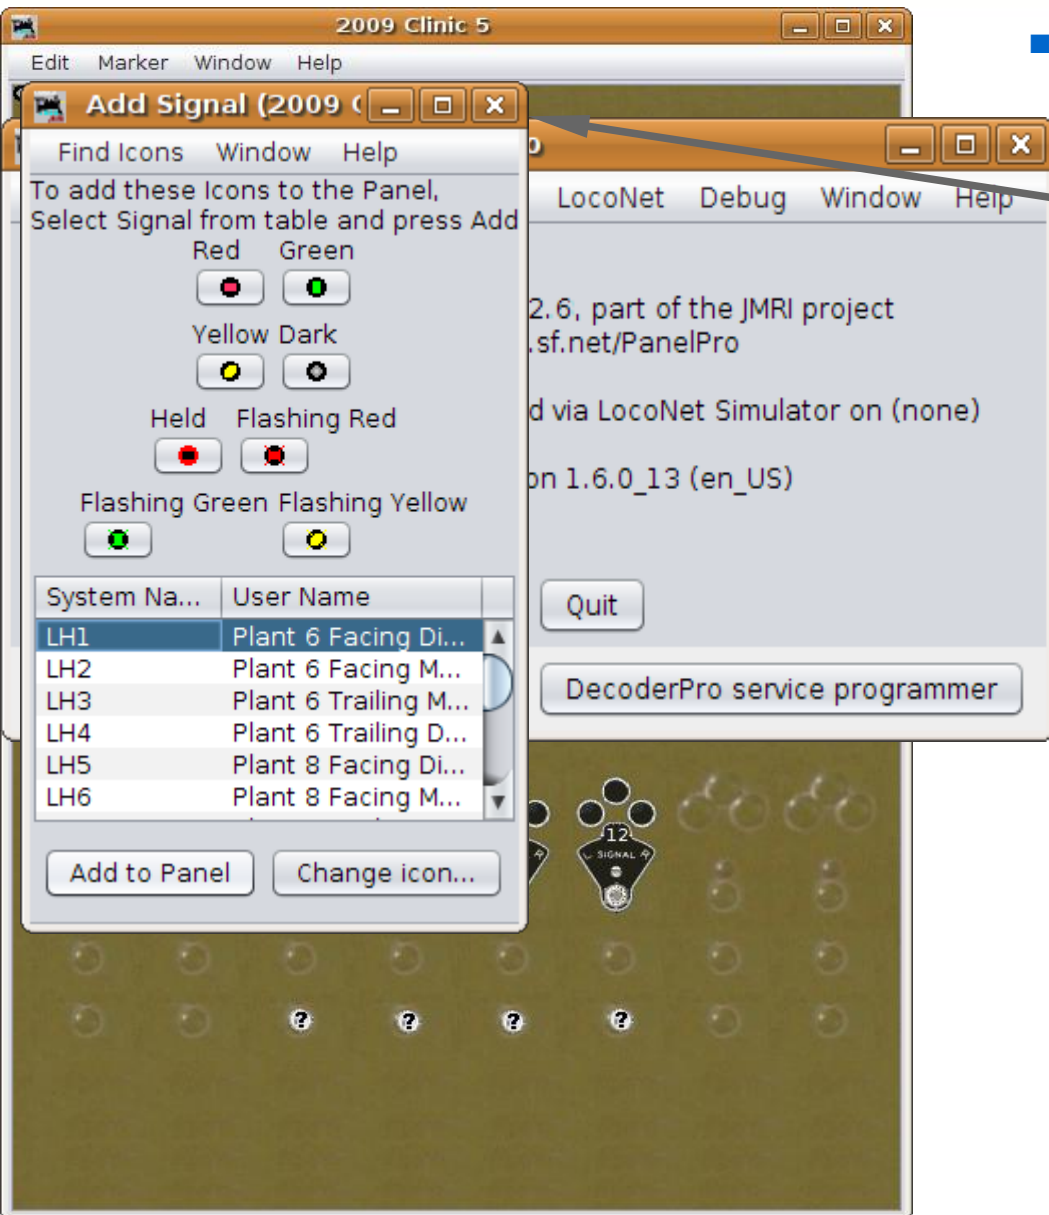 2009 Clinic 5
Edit Marker Window Help
Add Signal (2009
Find Icons Window Help
To add these Icons to the Panel,
Select Signal from table and press Add
Red Green
Yellow Dark
Held Flashing Red
Flashing Green Flashing Yellow
System Na... User Name
LH1 Plant 6 Facing Di...
LH2 Plant 6 Facing M...
LH3 Plant 6 Trailing M...
LH4 Plant 6 Trailing D...
LH5 Plant 8 Facing Di...
LH6 Plant 8 Facing M...
Add to Panel Change icon...
LocoNet Debug Window Help
2.6, part of the JMRI project
.sf.net/PanelPro
d via LocoNet Simulator on (none)
on 1.6.0_13 (en_US)
Quit
DecoderPro service programmer
12
L SIGNAL R
? ? ? ?